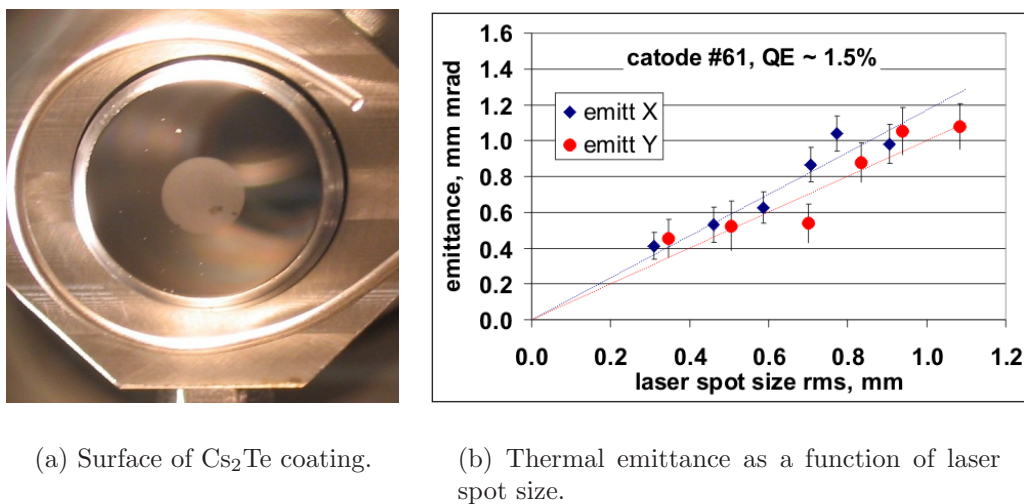 1.6
1.4
1.2
1.0
0.8
0.6
0.4
0.2
0.0
emittance, mm mrad
catode #61, QE ~ 1.5%
emitt X
emitt Y
0.0 0.2 0.4 0.6 0.8 1.0 1.2
laser spot size rms, mm
(a) Surface of Cs₂Te coating.
(b) Thermal emittance as a function of laser
spot size.